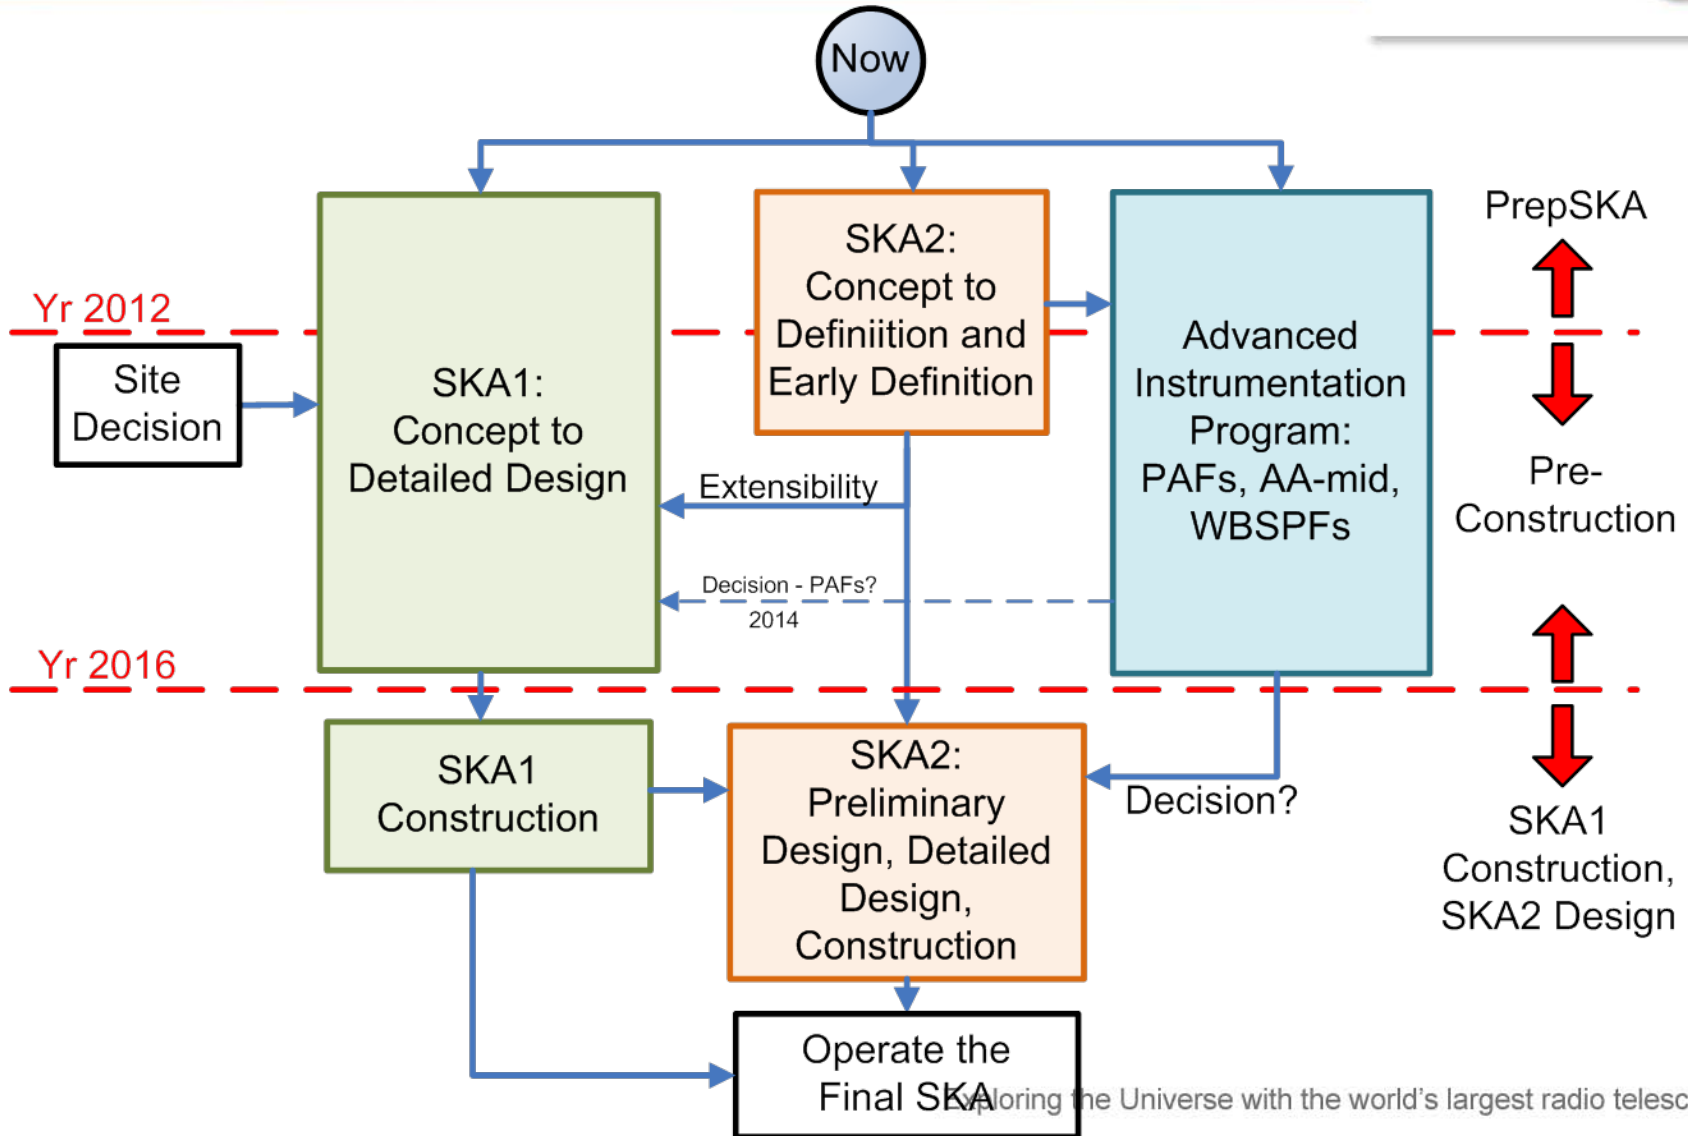 Now
PrepSKA
SKA2:
Concept to
Definiition and
Early Definition
Yr 2012
Site
Decision
SKA1:
Concept to
Detailed Design
Advanced
Instrumentation
Program:
PAFs, AA-mid,
WBSPFs
Pre-
Construction
Extensibility
Decision - PAFs?
2014
Yr 2016
SKA1
Construction
SKA2:
Preliminary
Design, Detailed
Design,
Construction
Decision?
SKA1
Construction,
SKA2 Design
Operate the
Final SKA
Exploring the Universe with the world's largest radio telesc